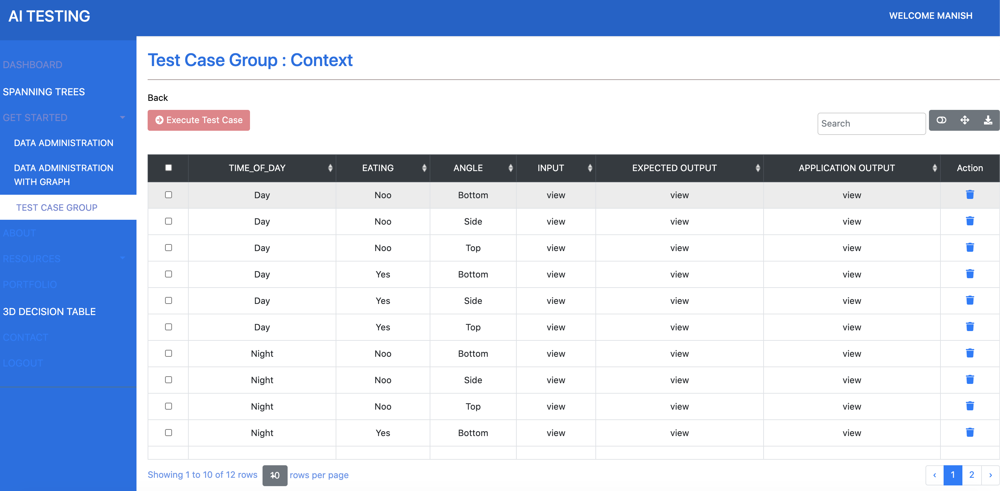 AI TESTING
WELCOME MANISH
DASHBOARD
SPANNING TREES
GET STARTED
DATA ADMINISTRATION
DATA ADMINISTRATION
WITH GRAPH
TEST CASE GROUP
ABOUT
RESOURCES
PORTFOLIO
3D DECISION TABLE
CONTACT
LOGOUT
Test Case Group : Context
Back
Execute Test Case
Search
TIME_OF_DAY EATING ANGLE INPUT EXPECTED OUTPUT APPLICATION OUTPUT Action
Day Noo Bottom view view view
Day Noo Side view view view
Day Noo Top view view view
Day Yes Bottom view view view
Day Yes Side view view view
Day Yes Top view view view
Night Noo Bottom view view view
Night Noo Side view view view
Night Noo Top view view view
Night Yes Bottom view view view
Showing 1 to 10 of 12 rows 10 rows per page
‹ 1 2 ›